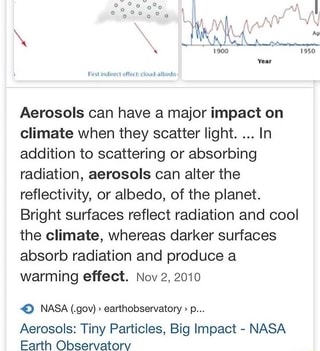 First indirect effect: cloud albedo
1900
1950
Year
Aerosols can have a major impact on
climate when they scatter light. ... In
addition to scattering or absorbing
radiation, aerosols can alter the
reflectivity, or albedo, of the planet.
Bright surfaces reflect radiation and cool
the climate, whereas darker surfaces
absorb radiation and produce a
warming effect. Nov 2, 2010
NASA (.gov) › earthobservatory › p...
Aerosols: Tiny Particles, Big Impact - NASA
Earth Observatory